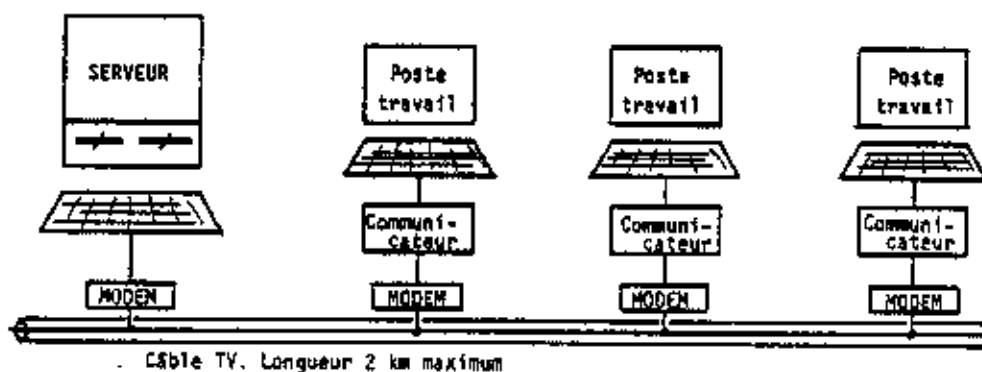 SERVEUR
Poste
travail
Poste
travail
Poste
travail
Communi-
cateur
Communi-
cateur
Communi-
cateur
MODEM
MODEM
MODEM
MODEM
Câble TV. Longueur 2 km maximum